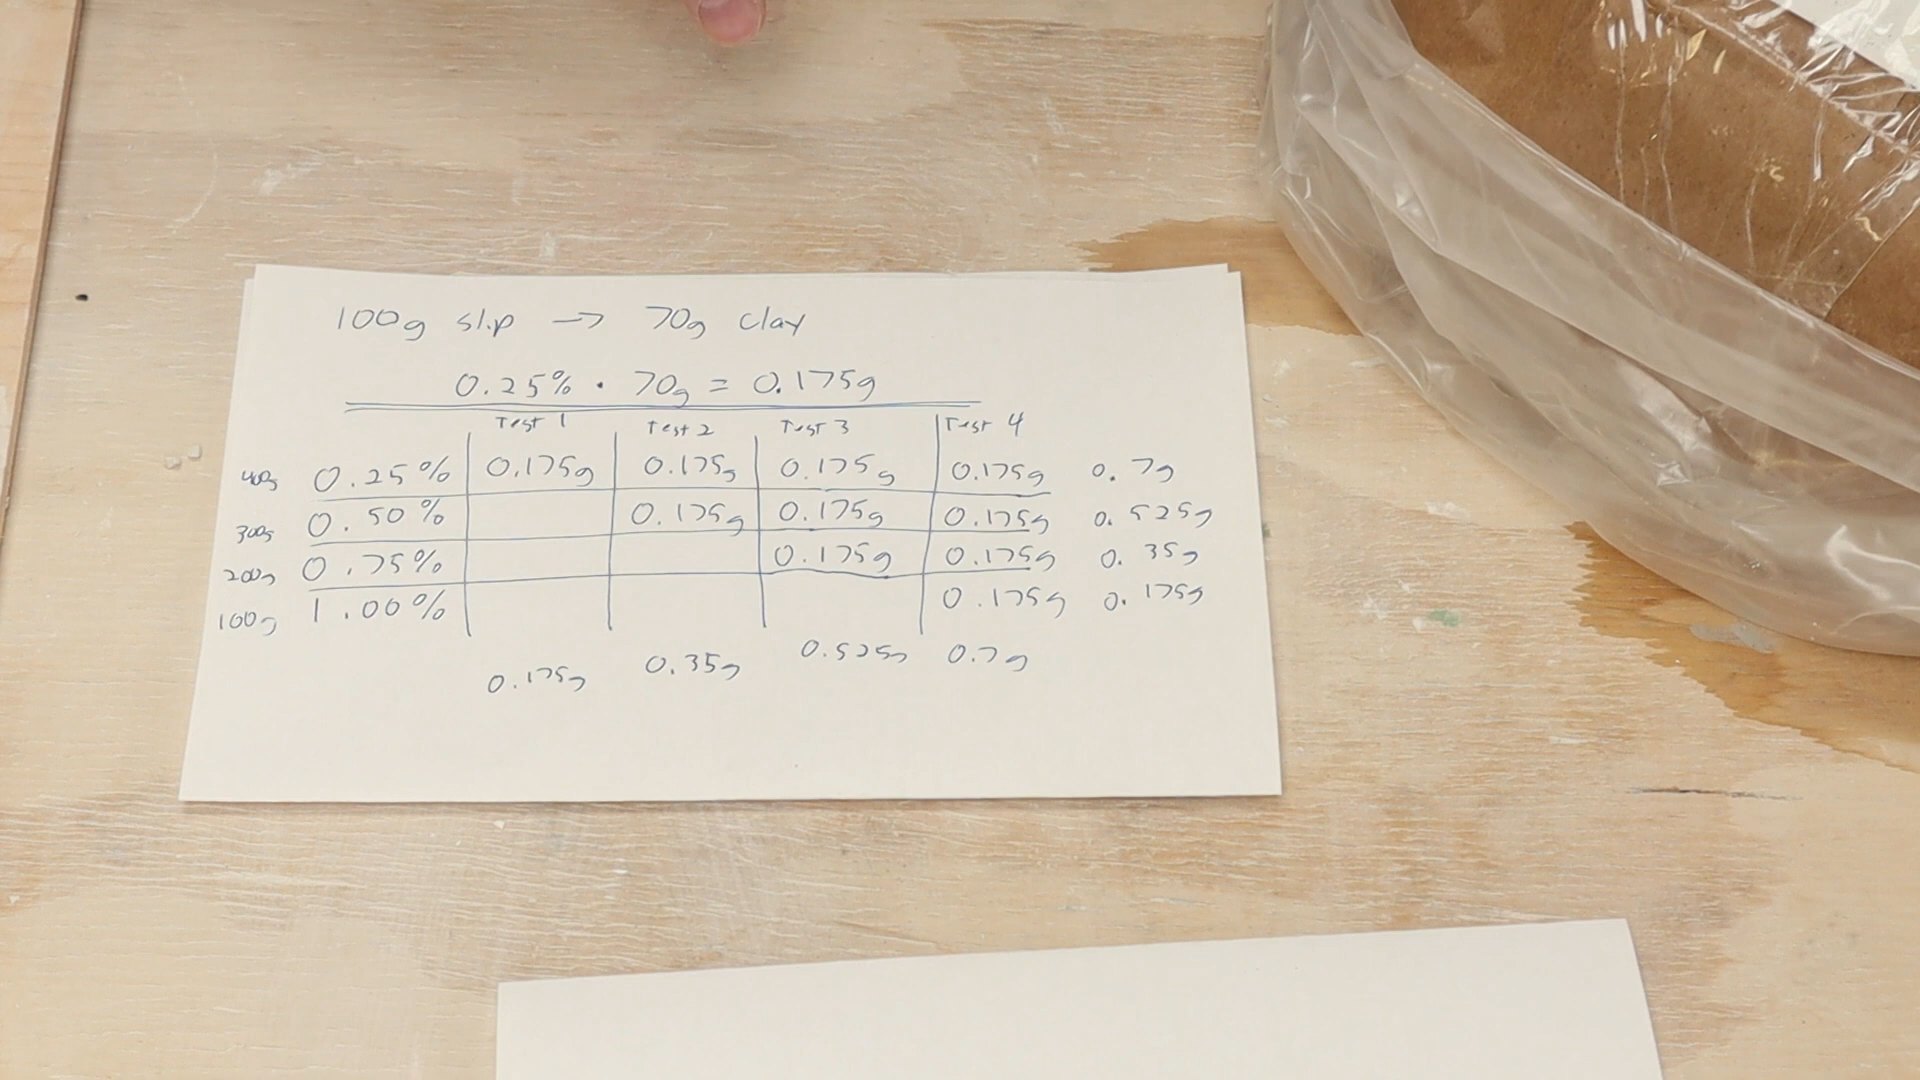 100g slip → 70g clay
0.25% · 70g = 0.175g
Test 1 Test 2 Test 3 Test 4
400g 0.25% 0.175g 0.175g 0.175g 0.175g 0.7g
300g 0.50% 0.175g 0.175g 0.175g 0.525g
200g 0.75% 0.175g 0.175g 0.35g
100g 1.00% 0.175g 0.175g
0.175g 0.35g 0.525g 0.7g